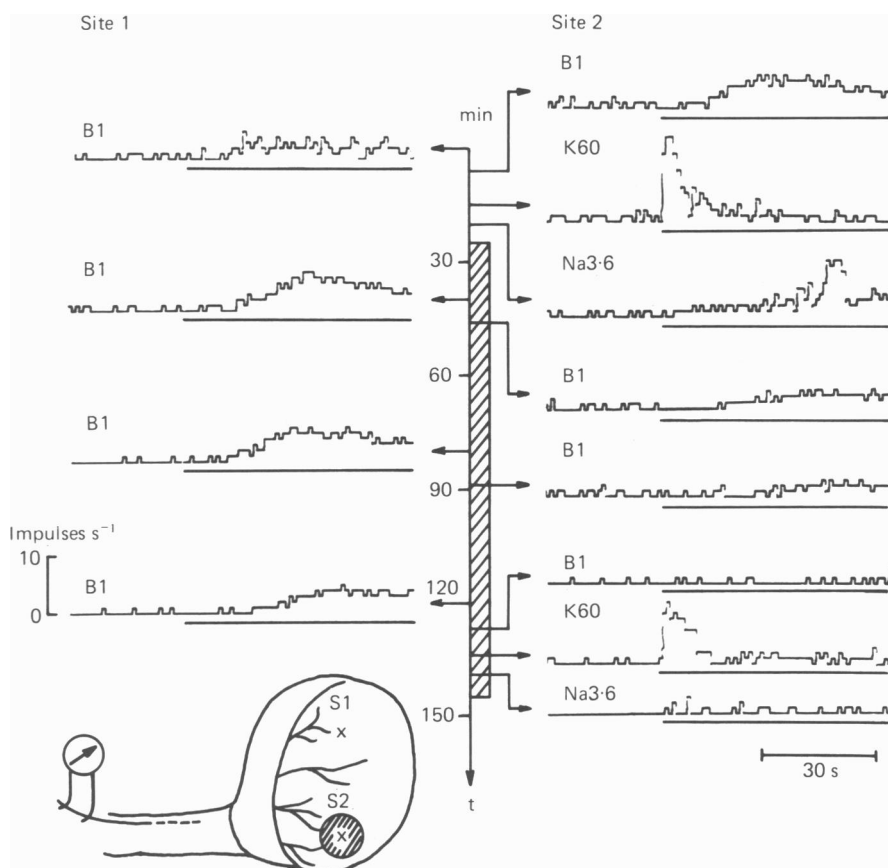 Site 1
Site 2
B1
min
B1
K60
30
Na3·6
B1
60
B1
B1
B1
90
Impulses s⁻¹
10
B1
0
120
B1
K60
Na3·6
150
S1
x
S2
x
30 s
t